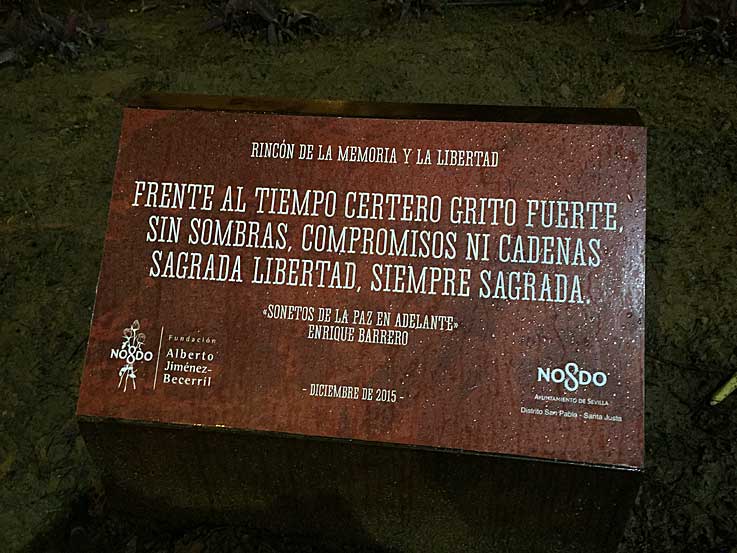 RINCÓN DE LA MEMORIA Y LA LIBERTAD
FRENTE AL TIEMPO CERTERO GRITO FUERTE,
SIN SOMBRAS, COMPROMISOS NI CADENAS
SAGRADA LIBERTAD, SIEMPRE SAGRADA.
«SONETOS DE LA PAZ EN ADELANTE»
ENRIQUE BARRERO
NO8DO
Fundación
Alberto
Jiménez-
Becerril
- DICIEMBRE DE 2015 -
NO8DO
AYUNTAMIENTO DE SEVILLA
Distrito San Pablo - Santa Justa